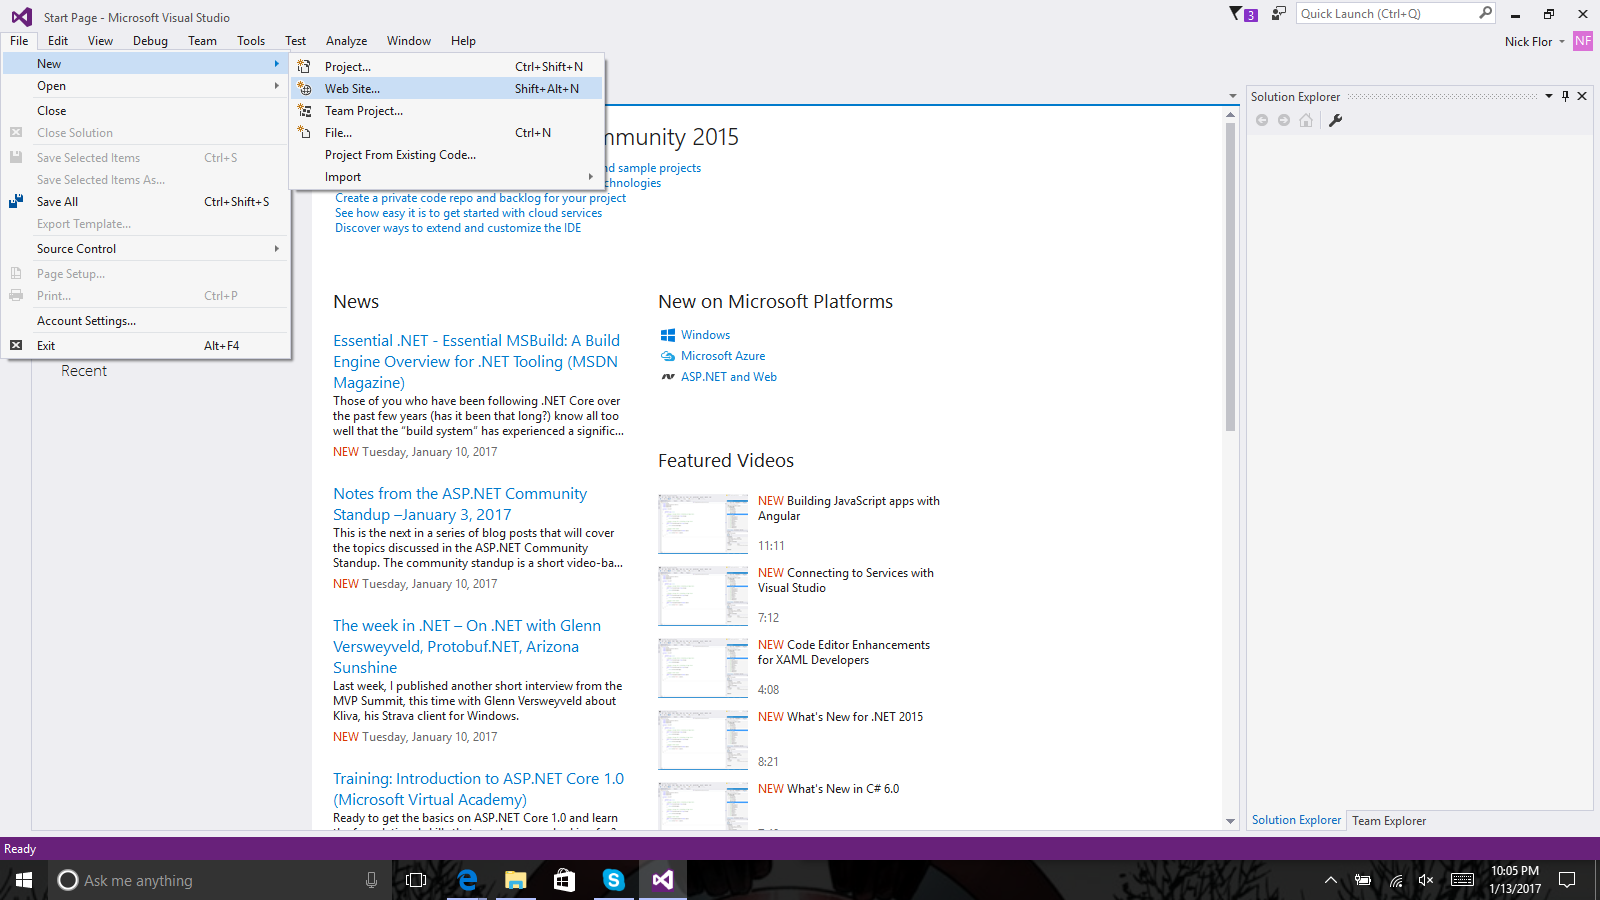 Start Page - Microsoft Visual Studio
3
Quick Launch (Ctrl+Q)
File Edit View Debug Team Tools Test Analyze Window Help
Nick Flor NF
New
Open
Close
Close Solution
Save Selected Items Ctrl+S
Save Selected Items As...
Save All Ctrl+Shift+S
Export Template...
Source Control
Page Setup...
Print... Ctrl+P
Account Settings...
Exit Alt+F4
Project... Ctrl+Shift+N
Web Site... Shift+Alt+N
Team Project...
File... Ctrl+N
Project From Existing Code...
Import
mmunity 2015
nd sample projects
chnologies
Create a private code repo and backlog for your project
See how easy it is to get started with cloud services
Discover ways to extend and customize the IDE
Recent
News
Essential .NET - Essential MSBuild: A Build
Engine Overview for .NET Tooling (MSDN
Magazine)
Those of you who have been following .NET Core over
the past few years (has it been that long?) know all too
well that the “build system” has experienced a signific...
NEW Tuesday, January 10, 2017
Notes from the ASP.NET Community
Standup –January 3, 2017
This is the next in a series of blog posts that will cover
the topics discussed in the ASP.NET Community
Standup. The community standup is a short video-ba...
NEW Tuesday, January 10, 2017
The week in .NET – On .NET with Glenn
Versweyveld, Protobuf.NET, Arizona
Sunshine
Last week, I published another short interview from the
MVP Summit, this time with Glenn Versweyveld about
Kliva, his Strava client for Windows.
NEW Tuesday, January 10, 2017
Training: Introduction to ASP.NET Core 1.0
(Microsoft Virtual Academy)
Ready to get the basics on ASP.NET Core 1.0 and learn
New on Microsoft Platforms
Windows
Microsoft Azure
ASP.NET and Web
Featured Videos
NEW Building JavaScript apps with
Angular
11:11
NEW Connecting to Services with
Visual Studio
7:12
NEW Code Editor Enhancements
for XAML Developers
4:08
NEW What's New for .NET 2015
8:21
NEW What's New in C# 6.0
Solution Explorer
Solution Explorer Team Explorer
Ready
Ask me anything
10:05 PM
1/13/2017